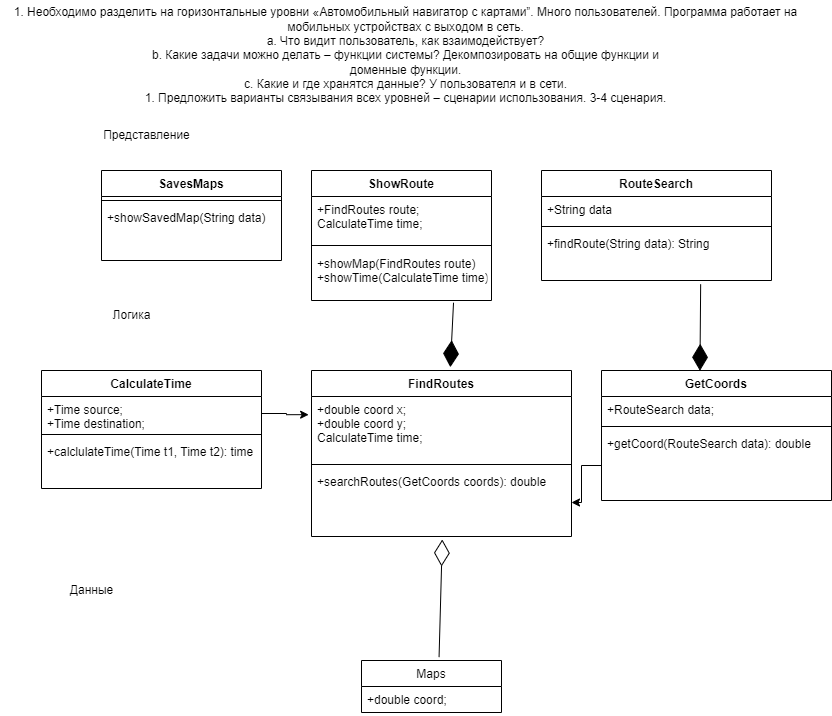 1. Необходимо разделить на горизонтальные уровни «Автомобильный навигатор с картами”. Много пользователей. Программа работает на
мобильных устройствах с выходом в сеть.
a. Что видит пользователь, как взаимодействует?
b. Какие задачи можно делать – функции системы? Декомпозировать на общие функции и
доменные функции.
c. Какие и где хранятся данные? У пользователя и в сети.
1. Предложить варианты связывания всех уровней – сценарии использования. 3-4 сценария.
Представление
SavesMaps
+showSavedMap(String data)
ShowRoute
+FindRoutes route;
CalculateTime time;
+showMap(FindRoutes route)
+showTime(CalculateTime time)
RouteSearch
+String data
+findRoute(String data): String
Логика
CalculateTime
+Time source;
+Time destination;
+calclulateTime(Time t1, Time t2): time
FindRoutes
+double coord x;
+double coord y;
CalculateTime time;
+searchRoutes(GetCoords coords): double
GetCoords
+RouteSearch data;
+getCoord(RouteSearch data): double
Данные
Maps
+double coord;